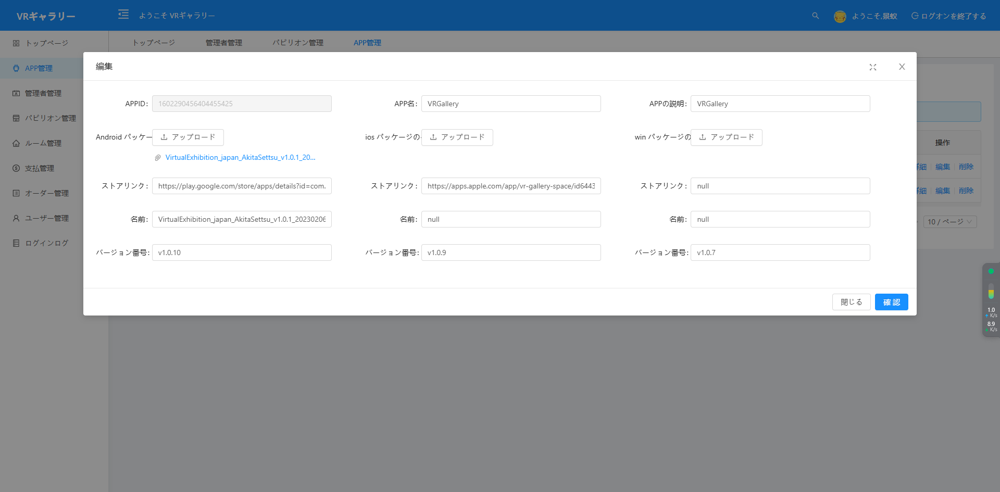 VRギャラリー
ようこそ VRギャラリー
ようこそ,景蚁
ログオンを終了する
トップページ
APP管理
管理者管理
パビリオン管理
ルーム管理
支払管理
オーダー管理
ユーザー管理
ログインログ
トップページ 管理者管理 パビリオン管理 APP管理
編集
APPID: 1602290456404455425
APP名: VRGallery
APPの説明: VRGallery
Android パッケー アップロード
ios パッケージの アップロード
win パッケージの アップロード
VirtualExhibition_japan_AkitaSettsu_v1.0.1_20...
ストアリンク: https://play.google.com/store/apps/details?id=com.
ストアリンク: https://apps.apple.com/app/vr-gallery-space/id6443
ストアリンク: null
名前: VirtualExhibition_japan_AkitaSettsu_v1.0.1_20230206
名前: null
名前: null
バージョン番号: v1.0.10
バージョン番号: v1.0.9
バージョン番号: v1.0.7
閉じる
確 認
操作
細 編集 削除
細 編集 削除
10 / ページ
1.0
K/s
8.9
K/s